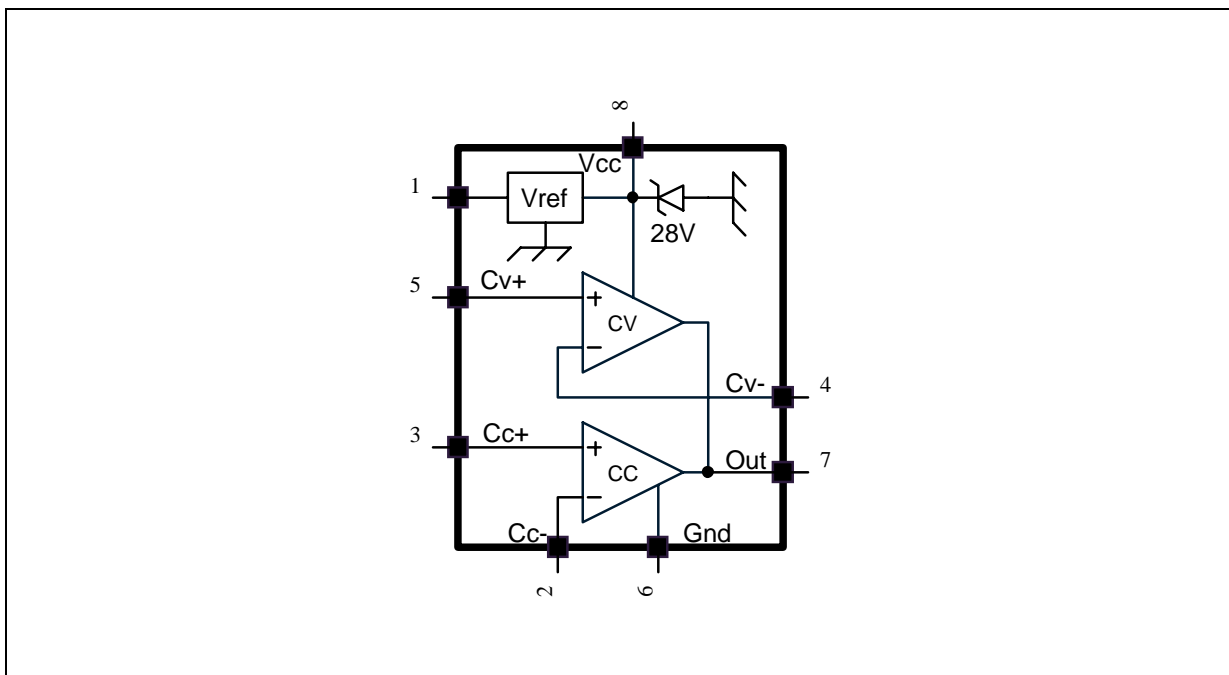 8
Vcc
1
Vref
28V
5
Cv+
+
CV
−
Cv-
4
3
Cc+
+
CC
−
Out
7
Cc-
Gnd
2
6